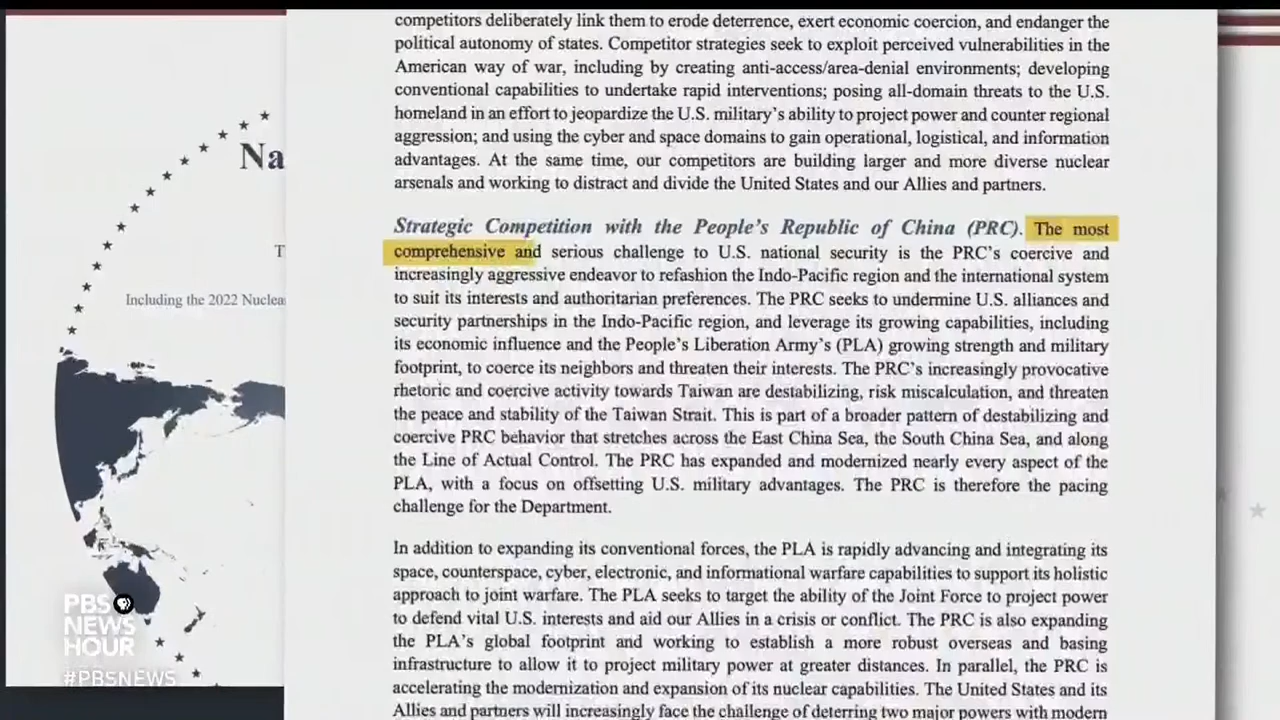 competitors deliberately link them to erode deterrence, exert economic coercion, and endanger the
political autonomy of states. Competitor strategies seek to exploit perceived vulnerabilities in the
American way of war, including by creating anti-access/area-denial environments; developing
conventional capabilities to undertake rapid interventions; posing all-domain threats to the U.S.
homeland in an effort to jeopardize the U.S. military's ability to project power and counter regional
aggression; and using the cyber and space domains to gain operational, logistical, and information
advantages. At the same time, our competitors are building larger and more diverse nuclear
arsenals and working to distract and divide the United States and our Allies and partners.
Strategic Competition with the People's Republic of China (PRC). The most
comprehensive and serious challenge to U.S. national security is the PRC's coercive and
increasingly aggressive endeavor to refashion the Indo-Pacific region and the international system
to suit its interests and authoritarian preferences. The PRC seeks to undermine U.S. alliances and
security partnerships in the Indo-Pacific region, and leverage its growing capabilities, including
its economic influence and the People's Liberation Army's (PLA) growing strength and military
footprint, to coerce its neighbors and threaten their interests. The PRC's increasingly provocative
rhetoric and coercive activity towards Taiwan are destabilizing, risk miscalculation, and threaten
the peace and stability of the Taiwan Strait. This is part of a broader pattern of destabilizing and
coercive PRC behavior that stretches across the East China Sea, the South China Sea, and along
the Line of Actual Control. The PRC has expanded and modernized nearly every aspect of the
PLA, with a focus on offsetting U.S. military advantages. The PRC is therefore the pacing
challenge for the Department.
In addition to expanding its conventional forces, the PLA is rapidly advancing and integrating its
space, counterspace, cyber, electronic, and informational warfare capabilities to support its holistic
approach to joint warfare. The PLA seeks to target the ability of the Joint Force to project power
to defend vital U.S. interests and aid our Allies in a crisis or conflict. The PRC is also expanding
the PLA's global footprint and working to establish a more robust overseas and basing
infrastructure to allow it to project military power at greater distances. In parallel, the PRC is
accelerating the modernization and expansion of its nuclear capabilities. The United States and its
Allies and partners will increasingly face the challenge of deterring two major powers with modern
Na
T
Including the 2022 Nuclea
PBS
NEWS
HOUR
#PBSNEWS